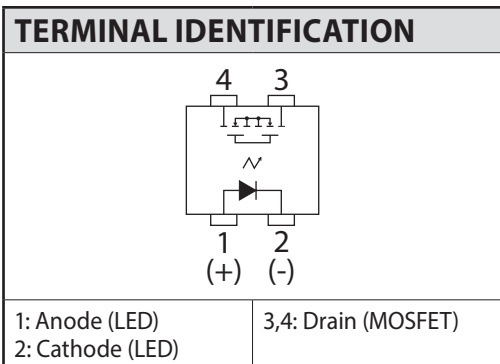 TERMINAL IDENTIFICATION
4 3
1 2
(+) (-)
1: Anode (LED)
2: Cathode (LED)
3,4: Drain (MOSFET)